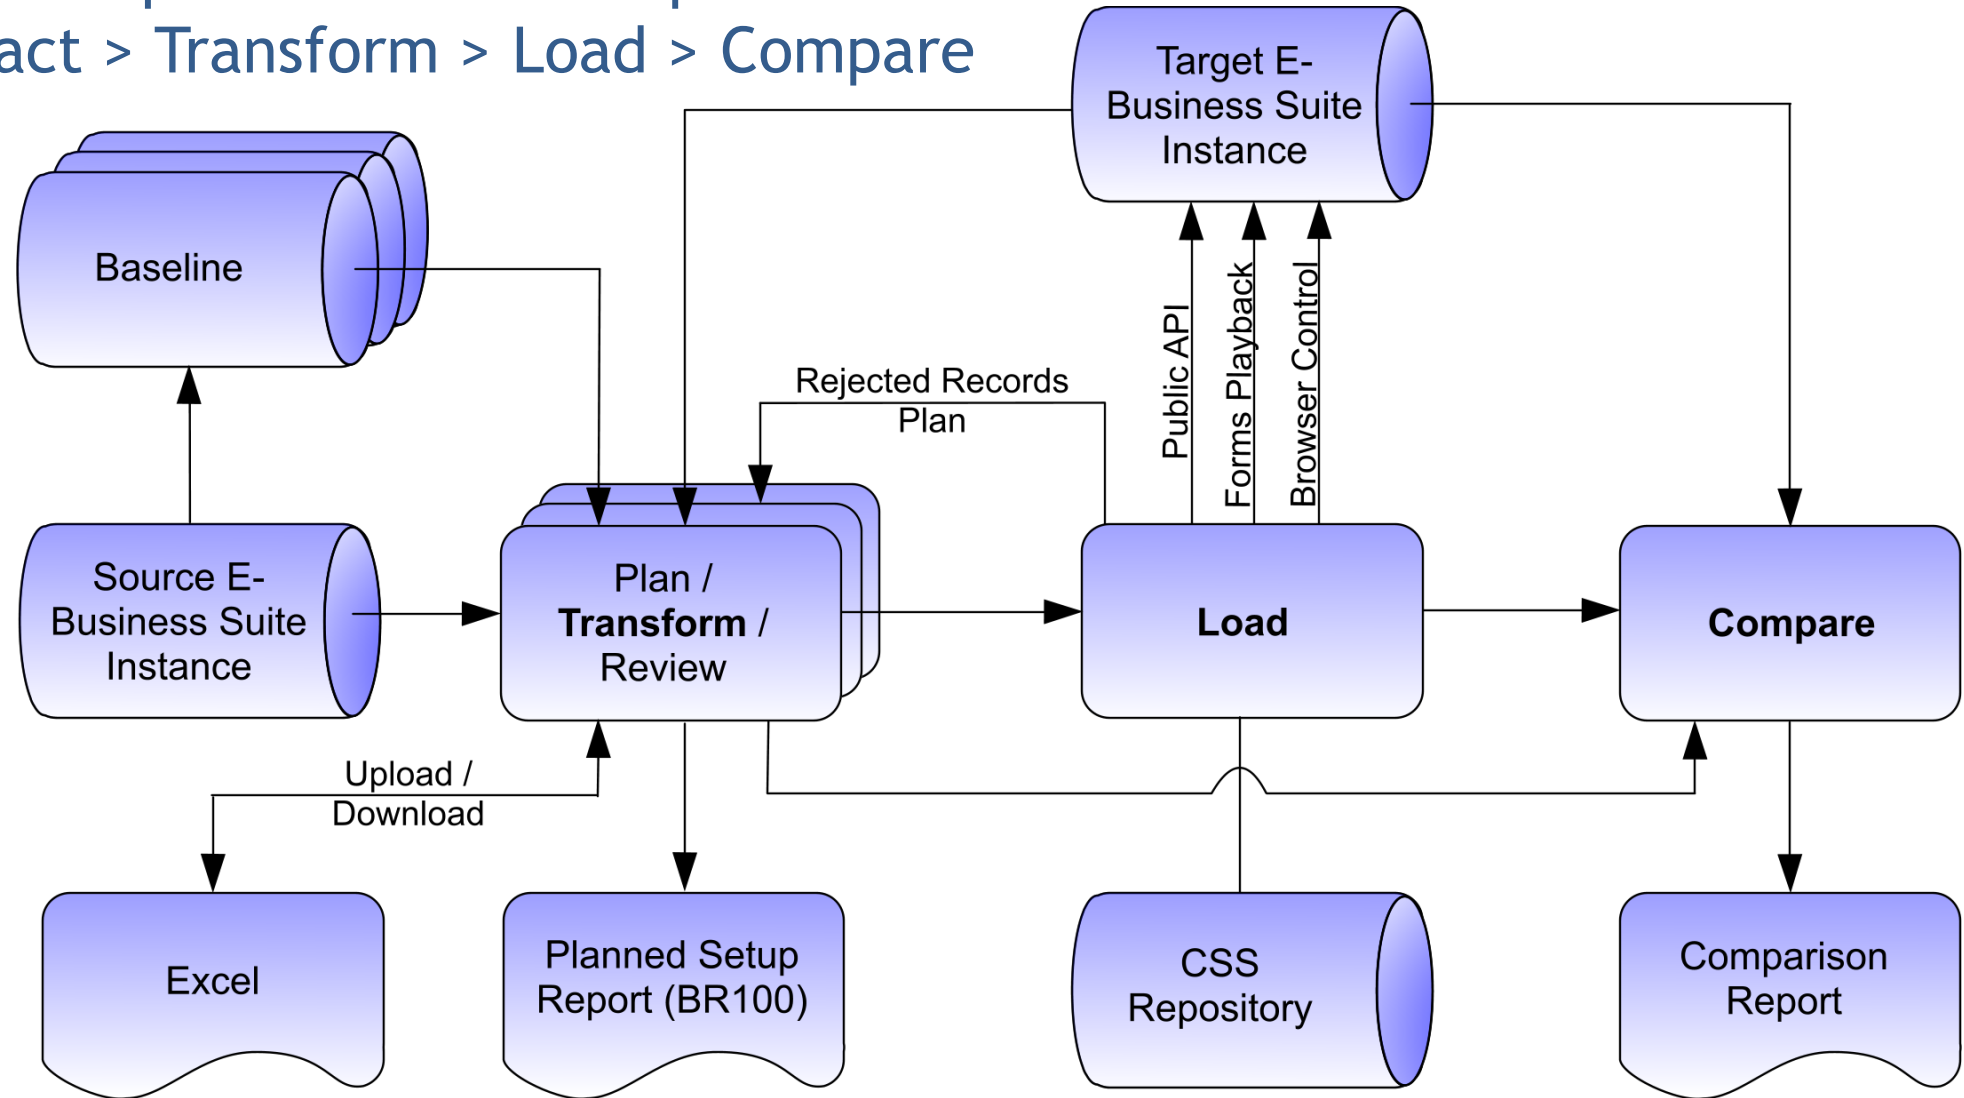 > Transform > Load > Compare
Target E-
Business Suite
Instance
Baseline
Public API
Forms Playback
Browser Control
Rejected Records
Plan
Source E-
Business Suite
Instance
Plan /
Transform /
Review
Load
Compare
Upload /
Download
Excel
Planned Setup
Report (BR100)
CSS
Repository
Comparison
Report